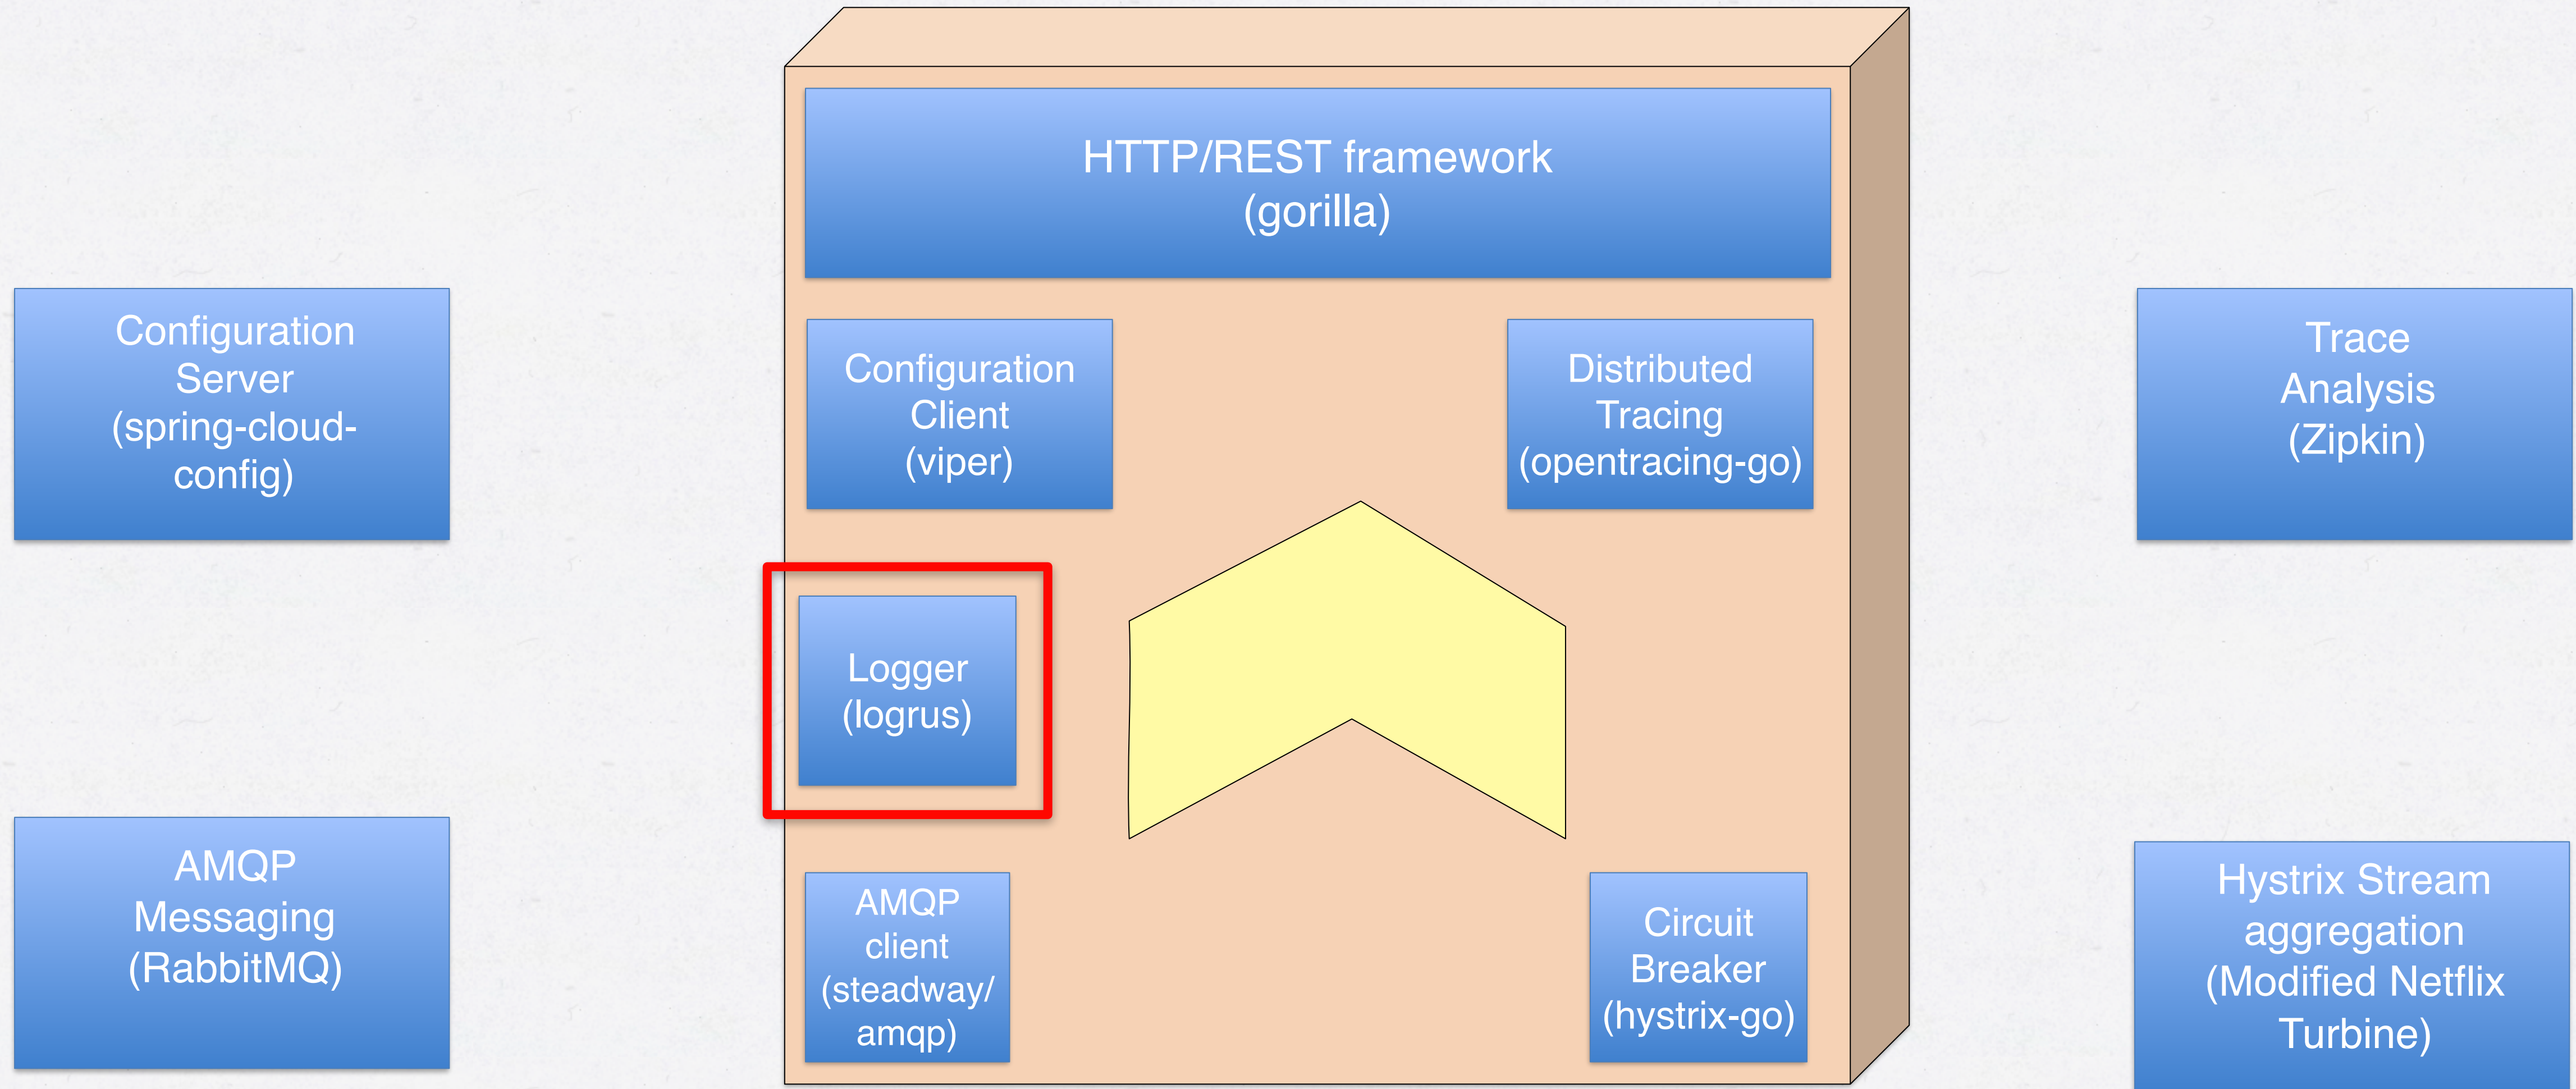 HTTP/REST framework
(gorilla)
Configuration
Server
(spring-cloud-
config)
Configuration
Client
(viper)
Distributed
Tracing
(opentracing-go)
Trace
Analysis
(Zipkin)
Logger
(logrus)
AMQP
Messaging
(RabbitMQ)
AMQP
client
(steadway/
amqp)
Circuit
Breaker
(hystrix-go)
Hystrix Stream
aggregation
(Modified Netflix
Turbine)